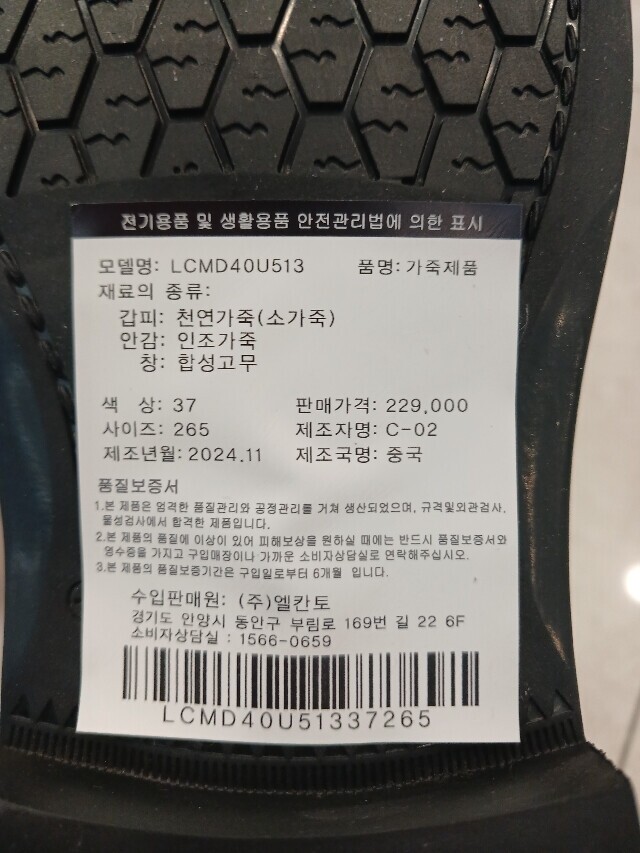 전기용품 및 생활용품 안전관리법에 의한 표시
모델명: LCMD40U513 품명: 가죽제품
재료의 종류:
갑피: 천연가죽(소가죽)
안감: 인조가죽
창: 합성고무
색 상: 37 판매가격: 229,000
사이즈: 265 제조자명: C-02
제조년월: 2024.11 제조국명: 중국
품질보증서
1.본 제품은 엄격한 품질관리와 공정관리를 거쳐 생산되었으며, 규격및외관검사,
물성검사에서 합격한 제품입니다.
2.본 제품의 품질에 이상이 있어 피해보상을 원하실 때에는 반드시 품질보증서와
영수증을 가지고 구입매장이나 가까운 소비자상담실로 연락해주십시오.
3.본 제품의 품질보증기간은 구입일로부터 6개월 입니다.
수입판매원: (주)엘칸토
경기도 안양시 동안구 부림로 169번 길 22 6F
소비자상담실 : 1566-0659
LCMD40U51337265